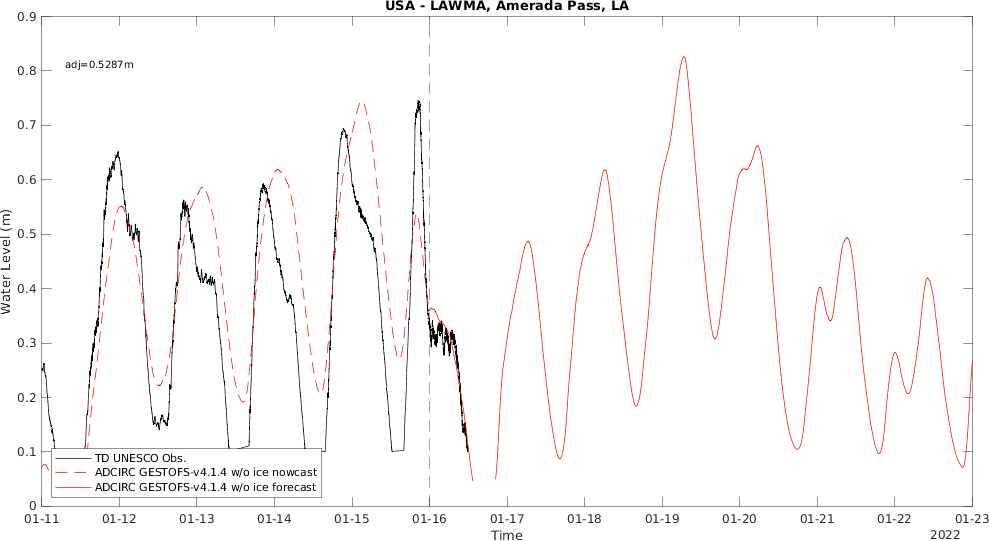 USA - LAWMA, Amerada Pass, LA
0.9
0.8
0.7
0.6
0.5
0.4
0.3
0.2
0.1
0
Water Level (m)
adj=0.5287m
TD UNESCO Obs.
ADCIRC GESTOFS-v4.1.4 w/o ice nowcast
ADCIRC GESTOFS-v4.1.4 w/o ice forecast
01-11 01-12 01-13 01-14 01-15 01-16 01-17 01-18 01-19 01-20 01-21 01-22 01-23
Time
2022